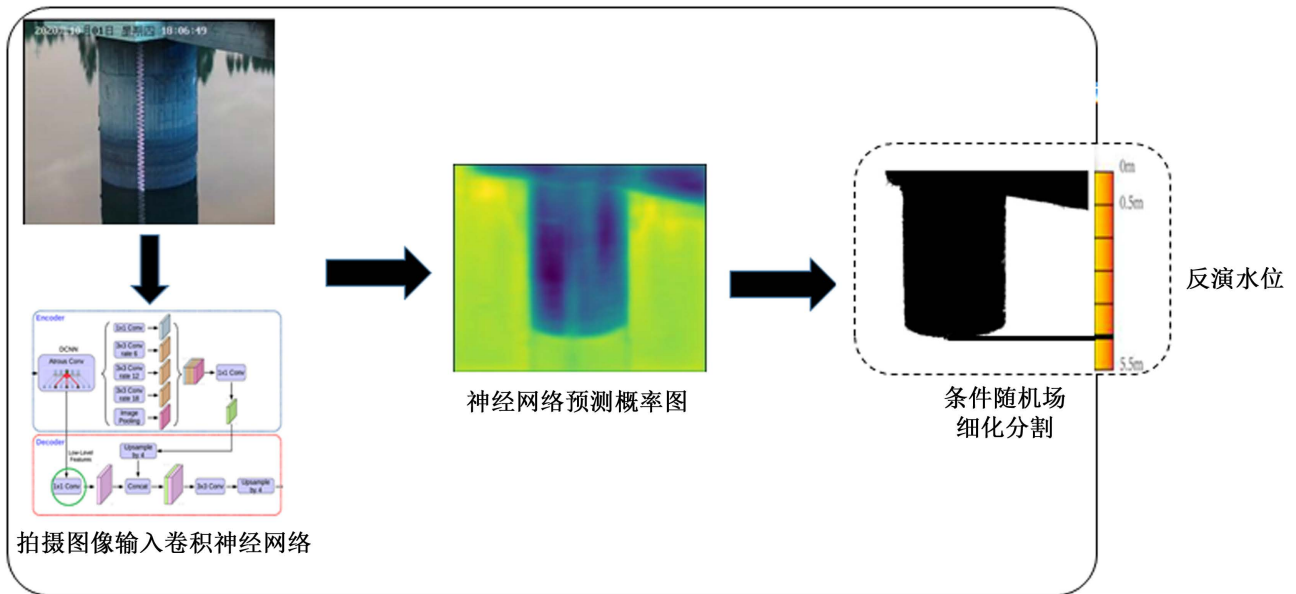 2020年10月01日 星期四 18:06:49
Encoder
DCNN
Atrous Conv
1x1 Conv
3x3 Conv
rate 6
3x3 Conv
rate 12
3x3 Conv
rate 18
Image
Pooling
1x1 Conv
Decoder
Low-Level
Features
Upsample
by 4
1x1 Conv
Concat
3x3 Conv
Upsample
by 4
拍摄图像输入卷积神经网络
神经网络预测概率图
0m
0.5m
5.5m
条件随机场
细化分割
反演水位